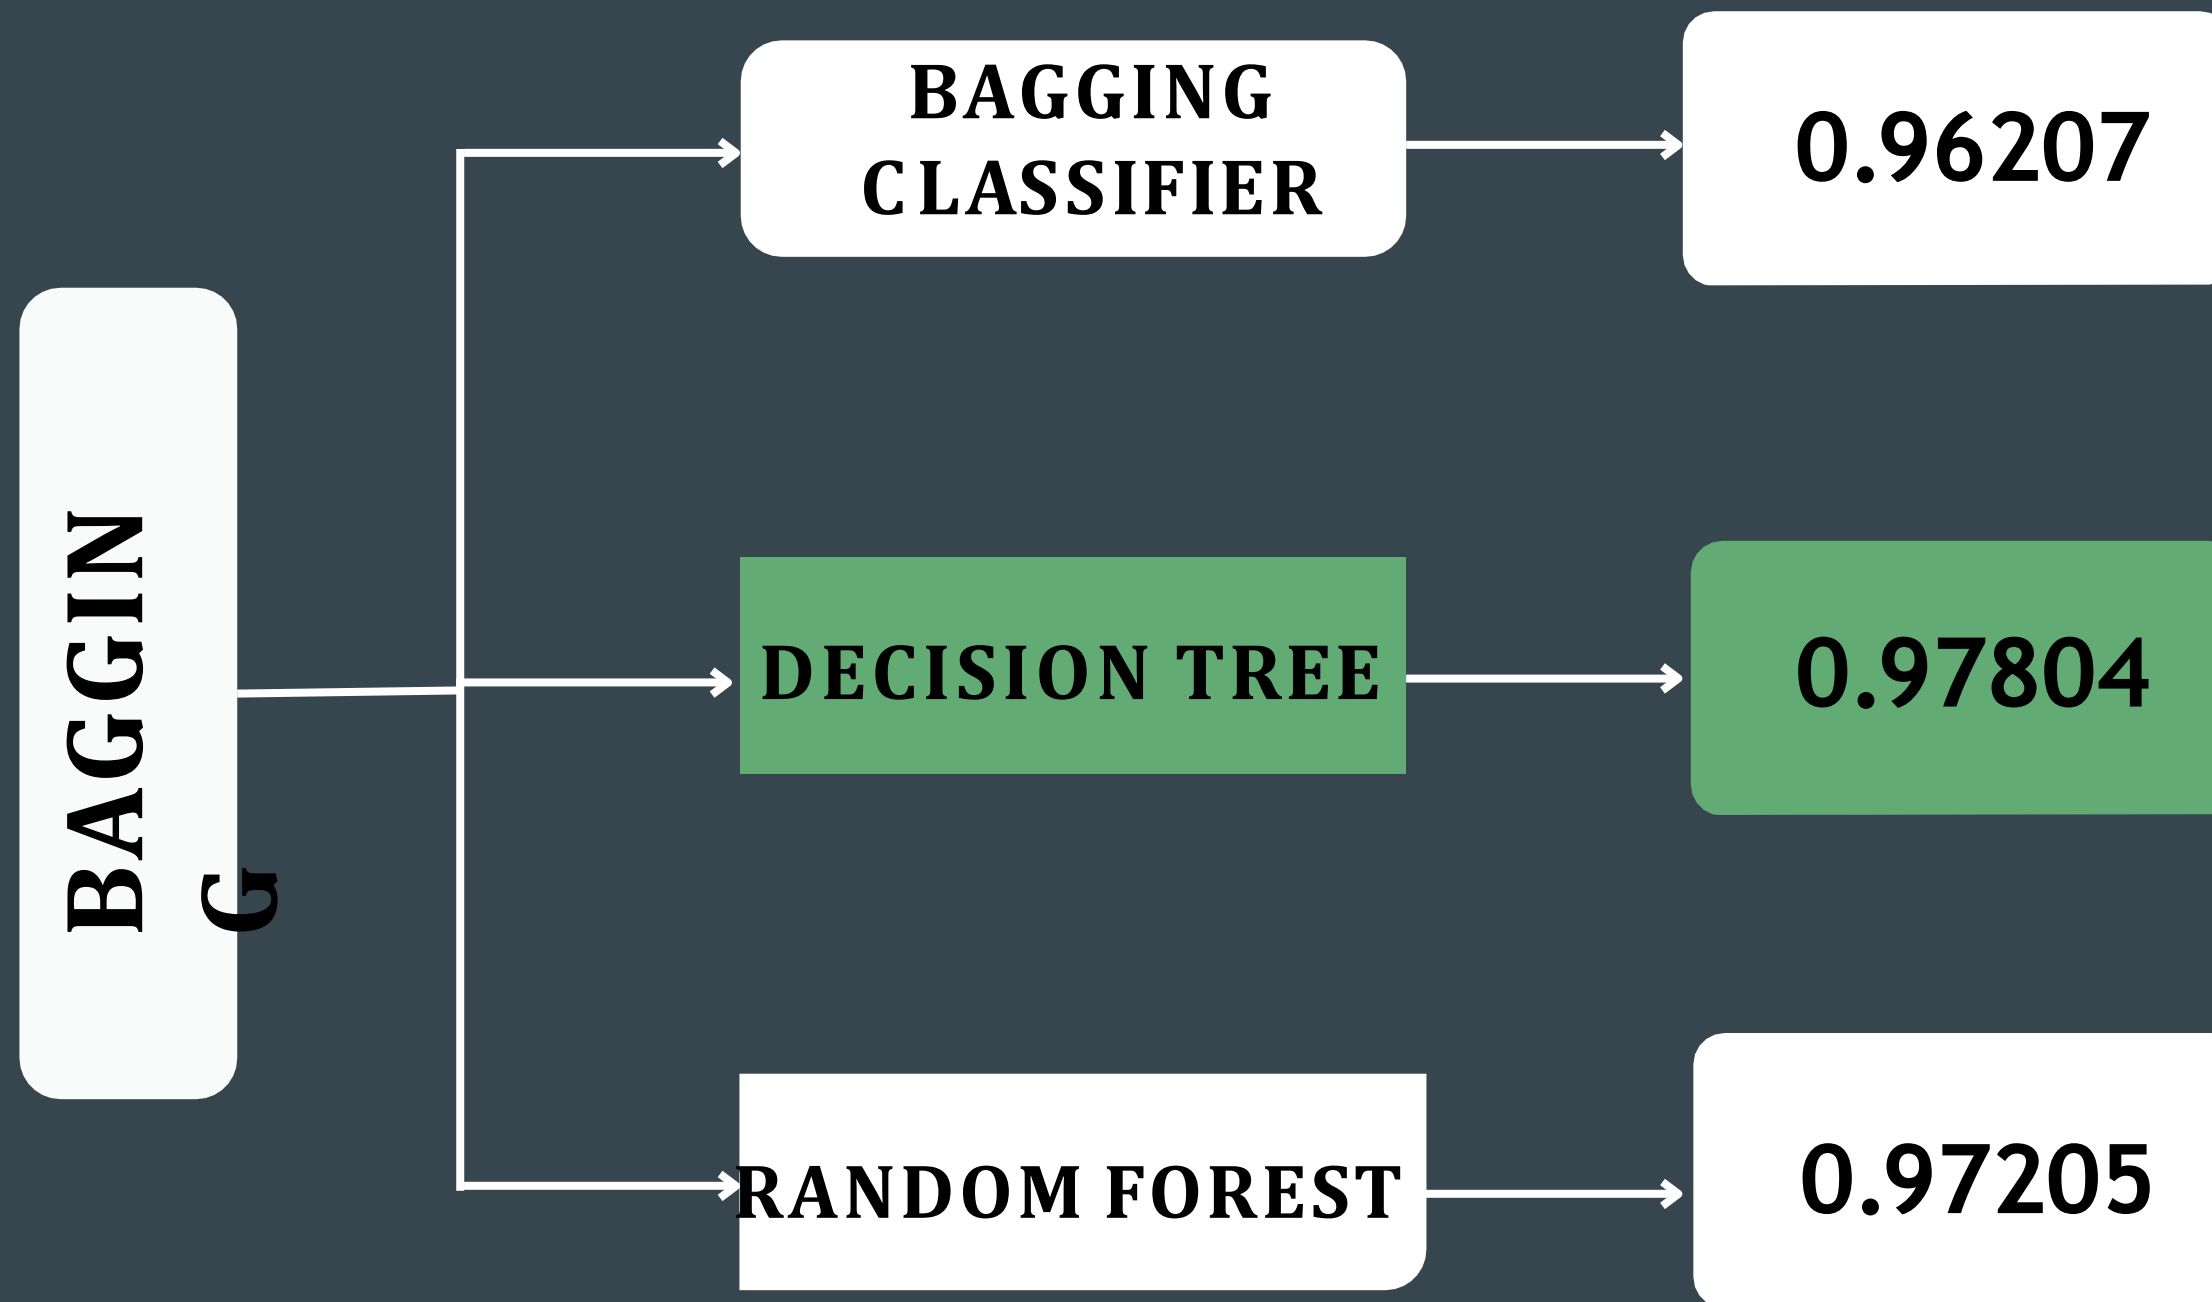 BAGGIN
G
BAGGING
CLASSIFIER
0.96207
DECISION TREE
0.97804
RANDOM FOREST
0.97205